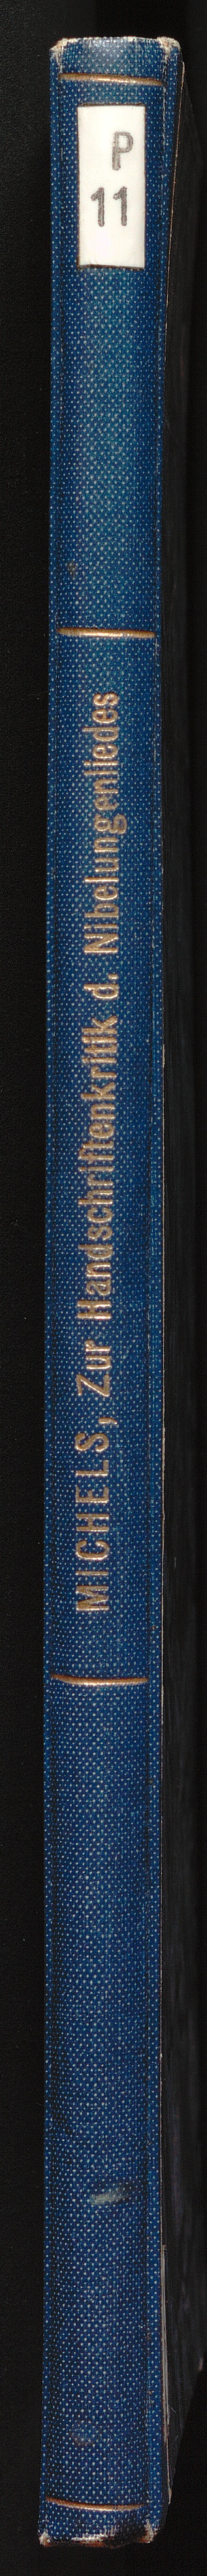 P
11
MICHELS, Zur Handschriftenkritik d. Nibelungenliedes